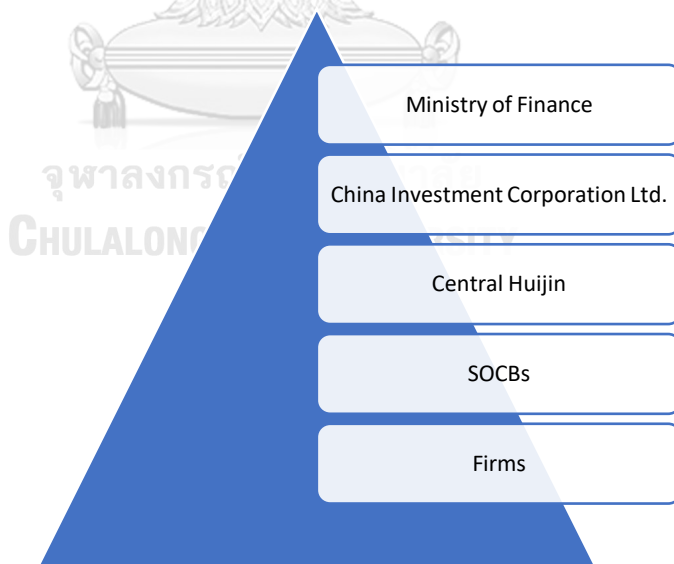 Ministry of Finance
จุฬาลงกรณ์
China Investment Corporation Ltd.
CHULALONG
Central Huijin
SOCBs
Firms